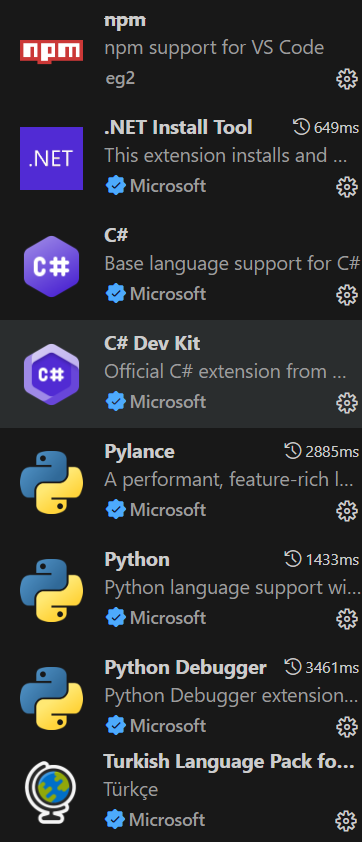 npm
npm
npm support for VS Code
eg2
.NET
.NET Install Tool
649ms
This extension installs and ...
Microsoft
C#
C#
Base language support for C#
Microsoft
C#
C# Dev Kit
Official C# extension from ...
Microsoft
Pylance
2885ms
A performant, feature-rich l...
Microsoft
Python
1433ms
Python language support wi...
Microsoft
Python Debugger
3461ms
Python Debugger extension...
Microsoft
Turkish Language Pack fo...
Türkçe
Microsoft